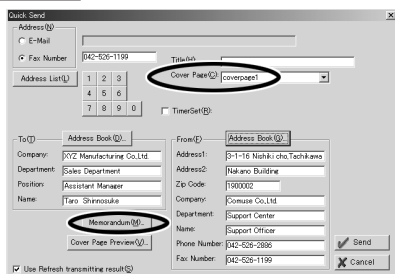 Quick Send
Address(N)
E-Mail
Fax Number 042-526-1199
Title(H):
Address List(L) 1 2 3
Cover Page(C): coverpage1
4 5 6
7 8 9 0
TimerSet(R):
To(T) Address Book(D)...
From(F) Address Book(G)...
Company: XYZ Manufacturing Co,Ltd.
Department: Sales Department
Position: Assistant Manager
Name: Taro Shinnosuke
Memorandum(M)...
Cover Page Preview(V)...
Address1: 3-1-16 Nishiki cho,Tachikawa
Address2: Nakano Building
Zip Code: 1900002
Company: Comuse Co,Ltd.
Department: Support Center
Name: Support Officer
Phone Number: 042-526-2886
Fax Number: 042-526-1199
Send
Cancel
Use Refresh transmitting result(S)